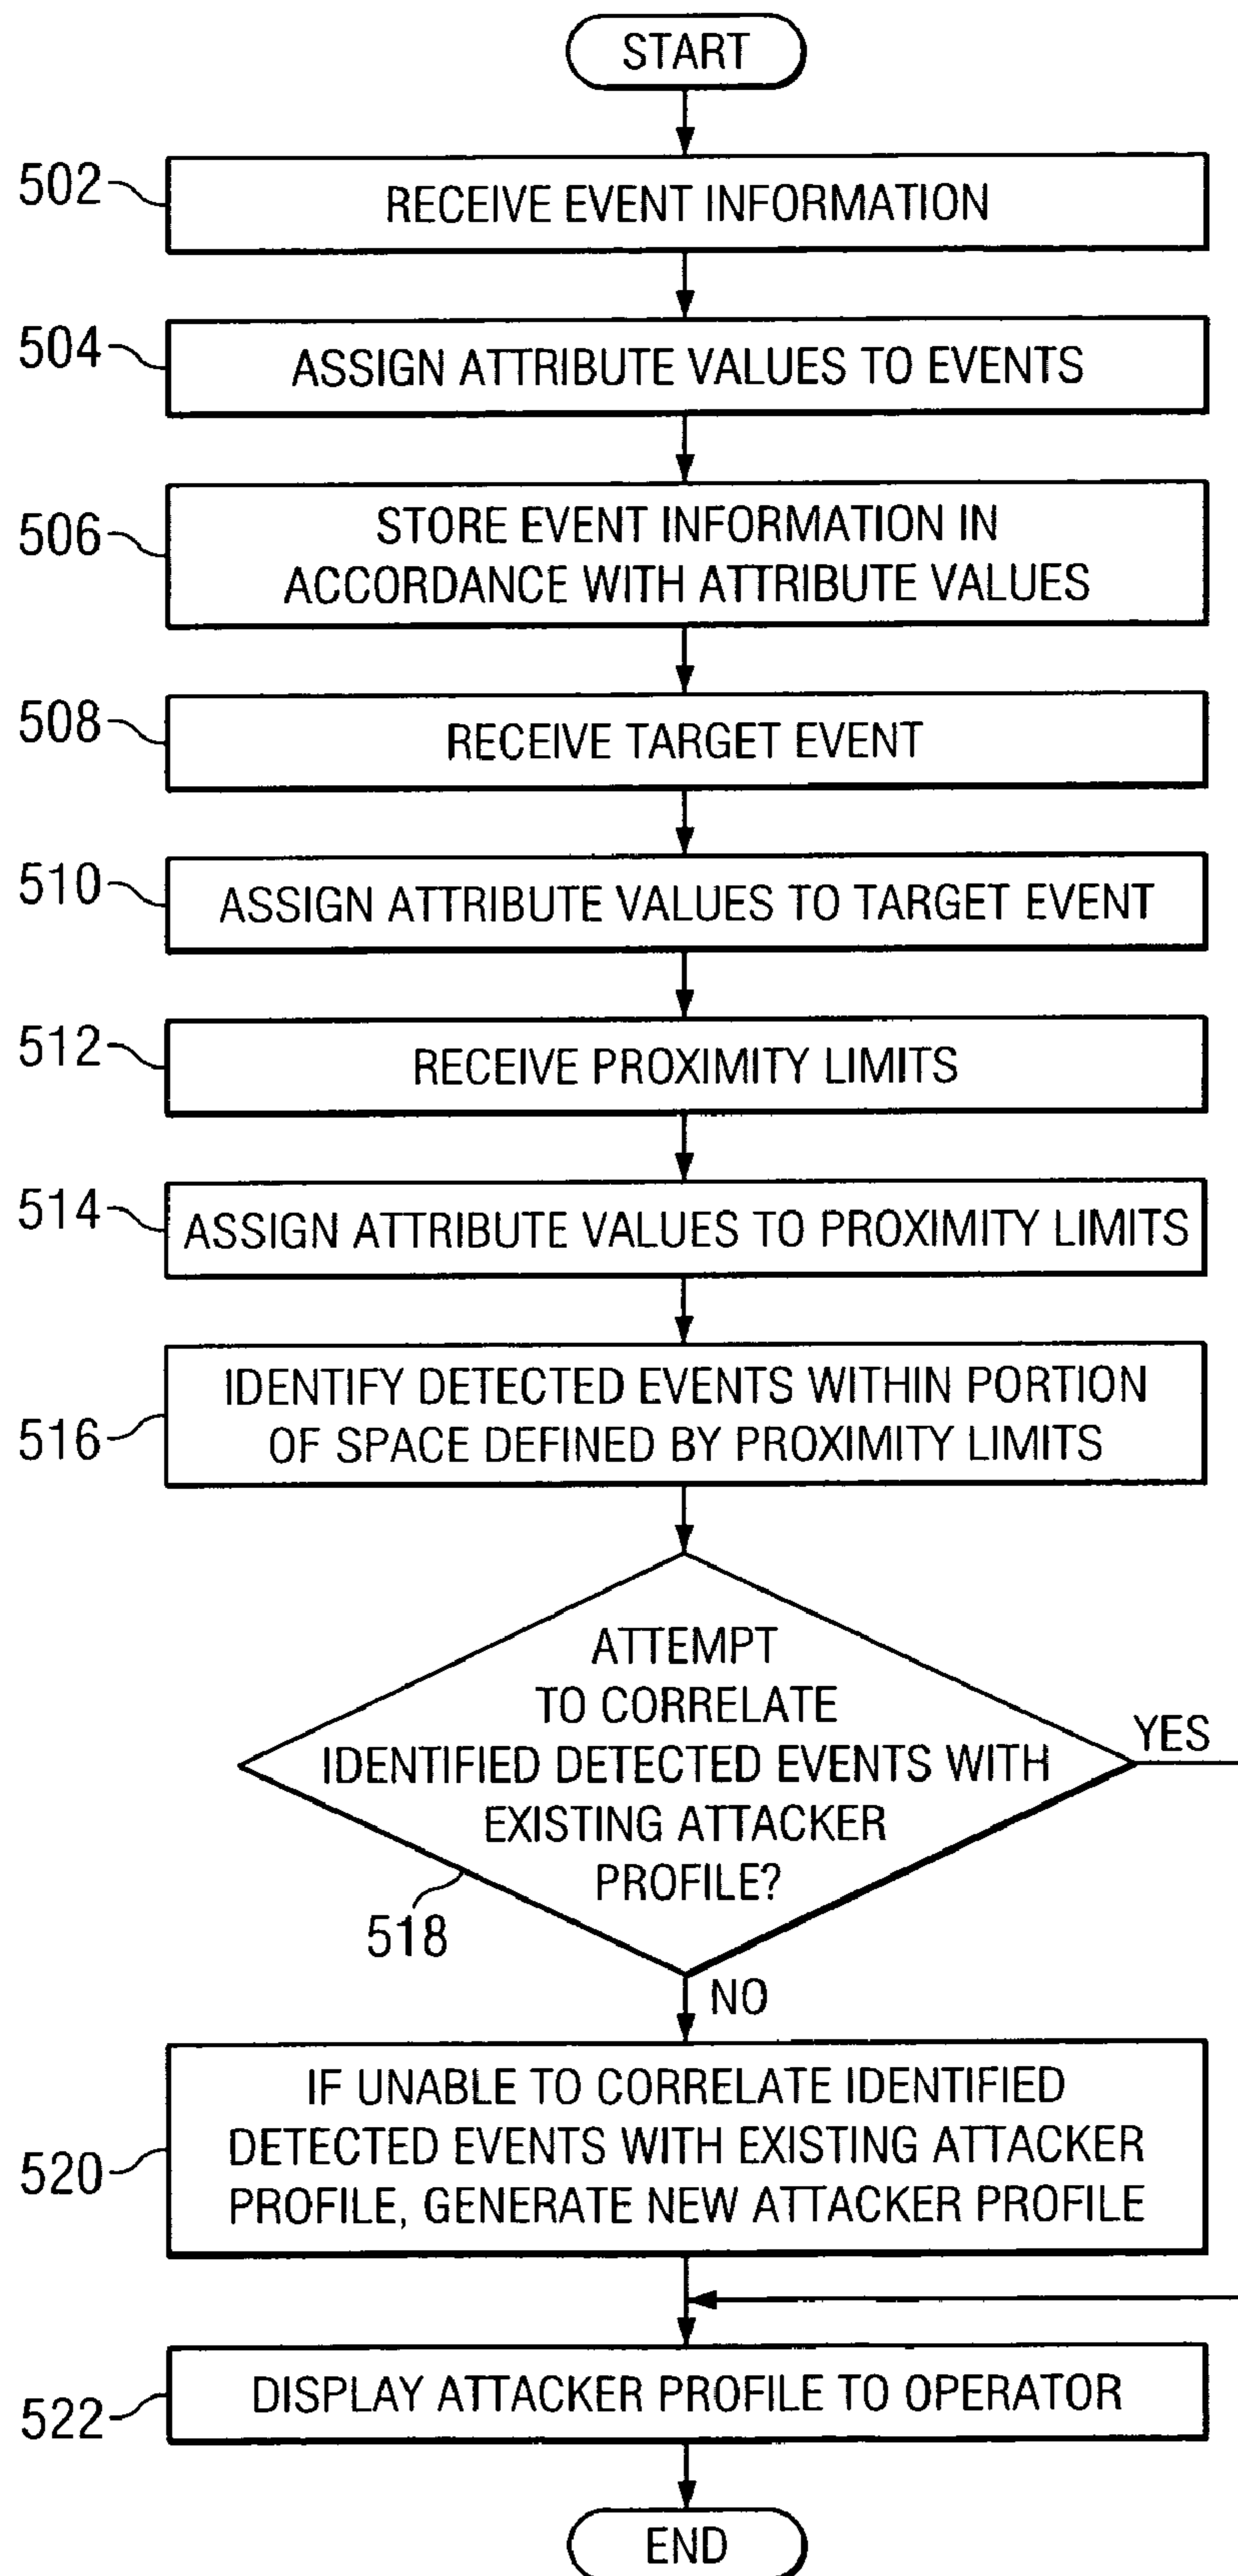 START
502
RECEIVE EVENT INFORMATION
504
ASSIGN ATTRIBUTE VALUES TO EVENTS
506
STORE EVENT INFORMATION IN
ACCORDANCE WITH ATTRIBUTE VALUES
508
RECEIVE TARGET EVENT
510
ASSIGN ATTRIBUTE VALUES TO TARGET EVENT
512
RECEIVE PROXIMITY LIMITS
514
ASSIGN ATTRIBUTE VALUES TO PROXIMITY LIMITS
516
IDENTIFY DETECTED EVENTS WITHIN PORTION
OF SPACE DEFINED BY PROXIMITY LIMITS
ATTEMPT
TO CORRELATE
IDENTIFIED DETECTED EVENTS WITH
EXISTING ATTACKER
PROFILE?
YES
518
NO
520
IF UNABLE TO CORRELATE IDENTIFIED
DETECTED EVENTS WITH EXISTING ATTACKER
PROFILE, GENERATE NEW ATTACKER PROFILE
522
DISPLAY ATTACKER PROFILE TO OPERATOR
END